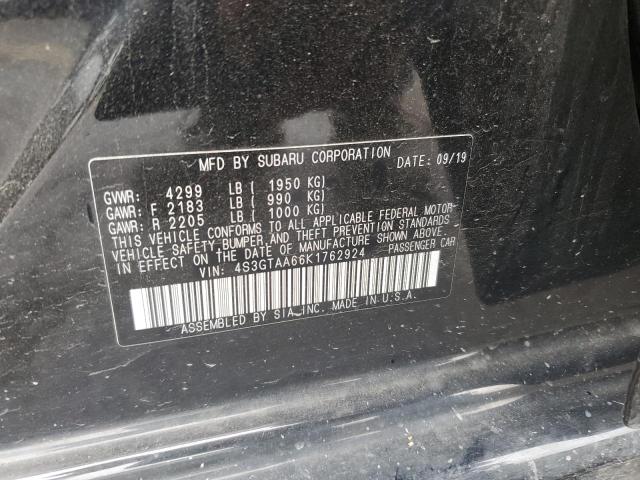 MFD BY SUBARU CORPORATION DATE: 09/19
GVWR: 4299 LB( 1950 KG)
GAWR: F 2183 LB( 990 KG)
GAWR: R 2205 LB( 1000 KG)
THIS VEHICLE CONFORMS TO ALL APPLICABLE FEDERAL MOTOR
VEHICLE SAFETY BUMPER AND THEFT PREVENTION STANDARDS
IN EFFECT ON THE DATE OF MANUFACTURE SHOWN ABOVE.
VIN: 4S3GTAA66K1762924 PASSENGER CAR
ASSEMBLED BY SIA,INC. MADE IN U.S.A.